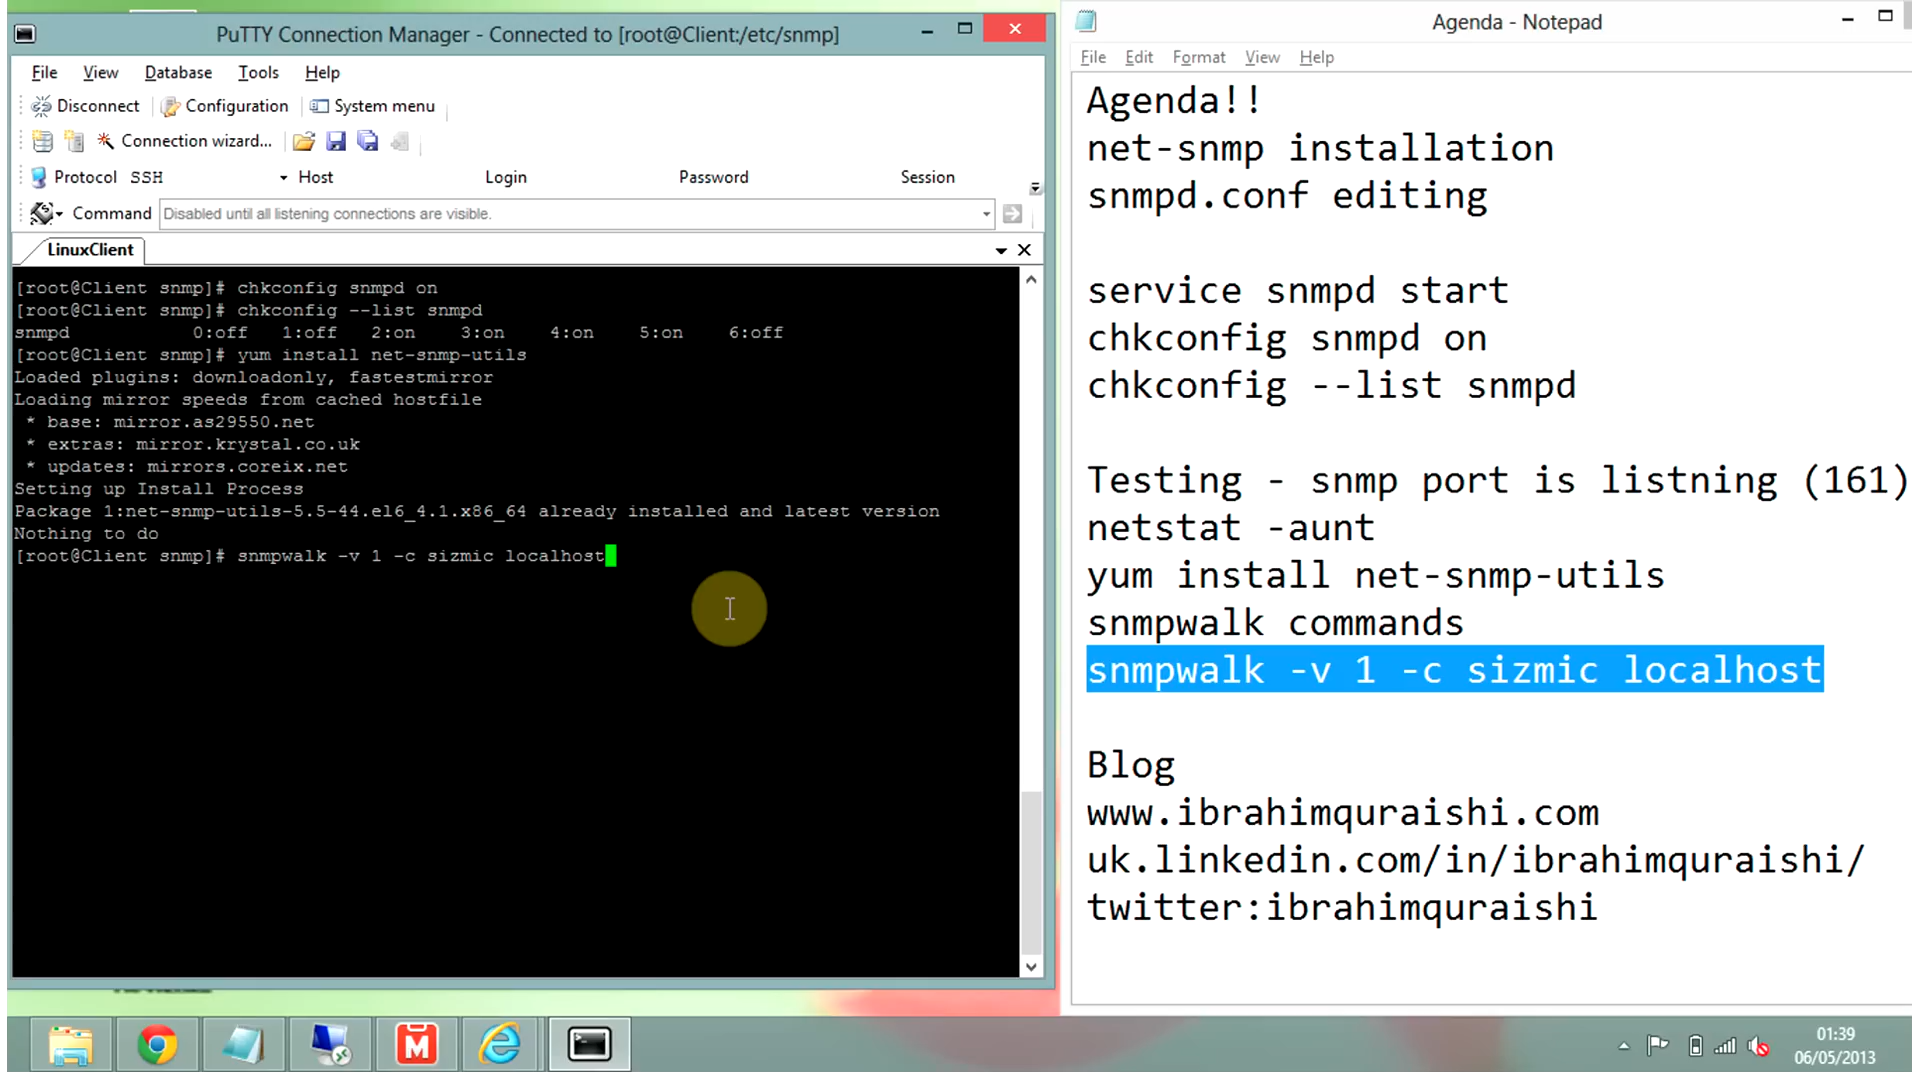 PuTTY Connection Manager - Connected to [root@Client:/etc/snmp]
File View Database Tools Help
Disconnect Configuration System menu
Connection wizard...
Protocol SSH Host Login Password Session
Command Disabled until all listening connections are visible.
LinuxClient
[root@Client snmp]# chkconfig snmpd on
[root@Client snmp]# chkconfig --list snmpd
snmpd 0:off 1:off 2:on 3:on 4:on 5:on 6:off
[root@Client snmp]# yum install net-snmp-utils
Loaded plugins: downloadonly, fastestmirror
Loading mirror speeds from cached hostfile
* base: mirror.as29550.net
* extras: mirror.krystal.co.uk
* updates: mirrors.coreix.net
Setting up Install Process
Package 1:net-snmp-utils-5.5-44.el6_4.1.x86_64 already installed and latest version
Nothing to do
[root@Client snmp]# snmpwalk -v 1 -c sizmic localhost
Agenda - Notepad
File Edit Format View Help
Agenda!!
net-snmp installation
snmpd.conf editing
service snmpd start
chkconfig snmpd on
chkconfig --list snmpd
Testing - snmp port is listning (161)
netstat -aunt
yum install net-snmp-utils
snmpwalk commands
snmpwalk -v 1 -c sizmic localhost
Blog
www.ibrahimquraishi.com
uk.linkedin.com/in/ibrahimquraishi/
twitter:ibrahimquraishi
M
01:39
06/05/2013